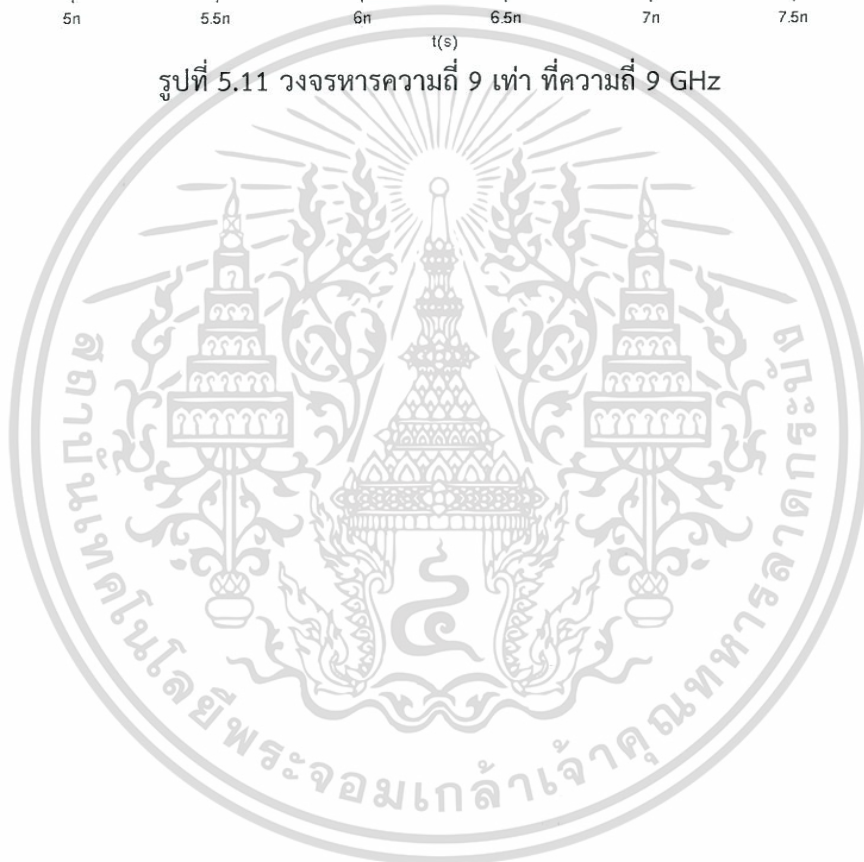 5n 5.5n 6n 6.5n 7n 7.5n
t(s)
รูปที่ 5.11 วงจรหารความถี่ 9 เท่า ที่ความถี่ 9 GHz
๔
สถาบันเทคโนโลยีพระจอมเกล้าเจ้าคุณทหารลาดกระบัง